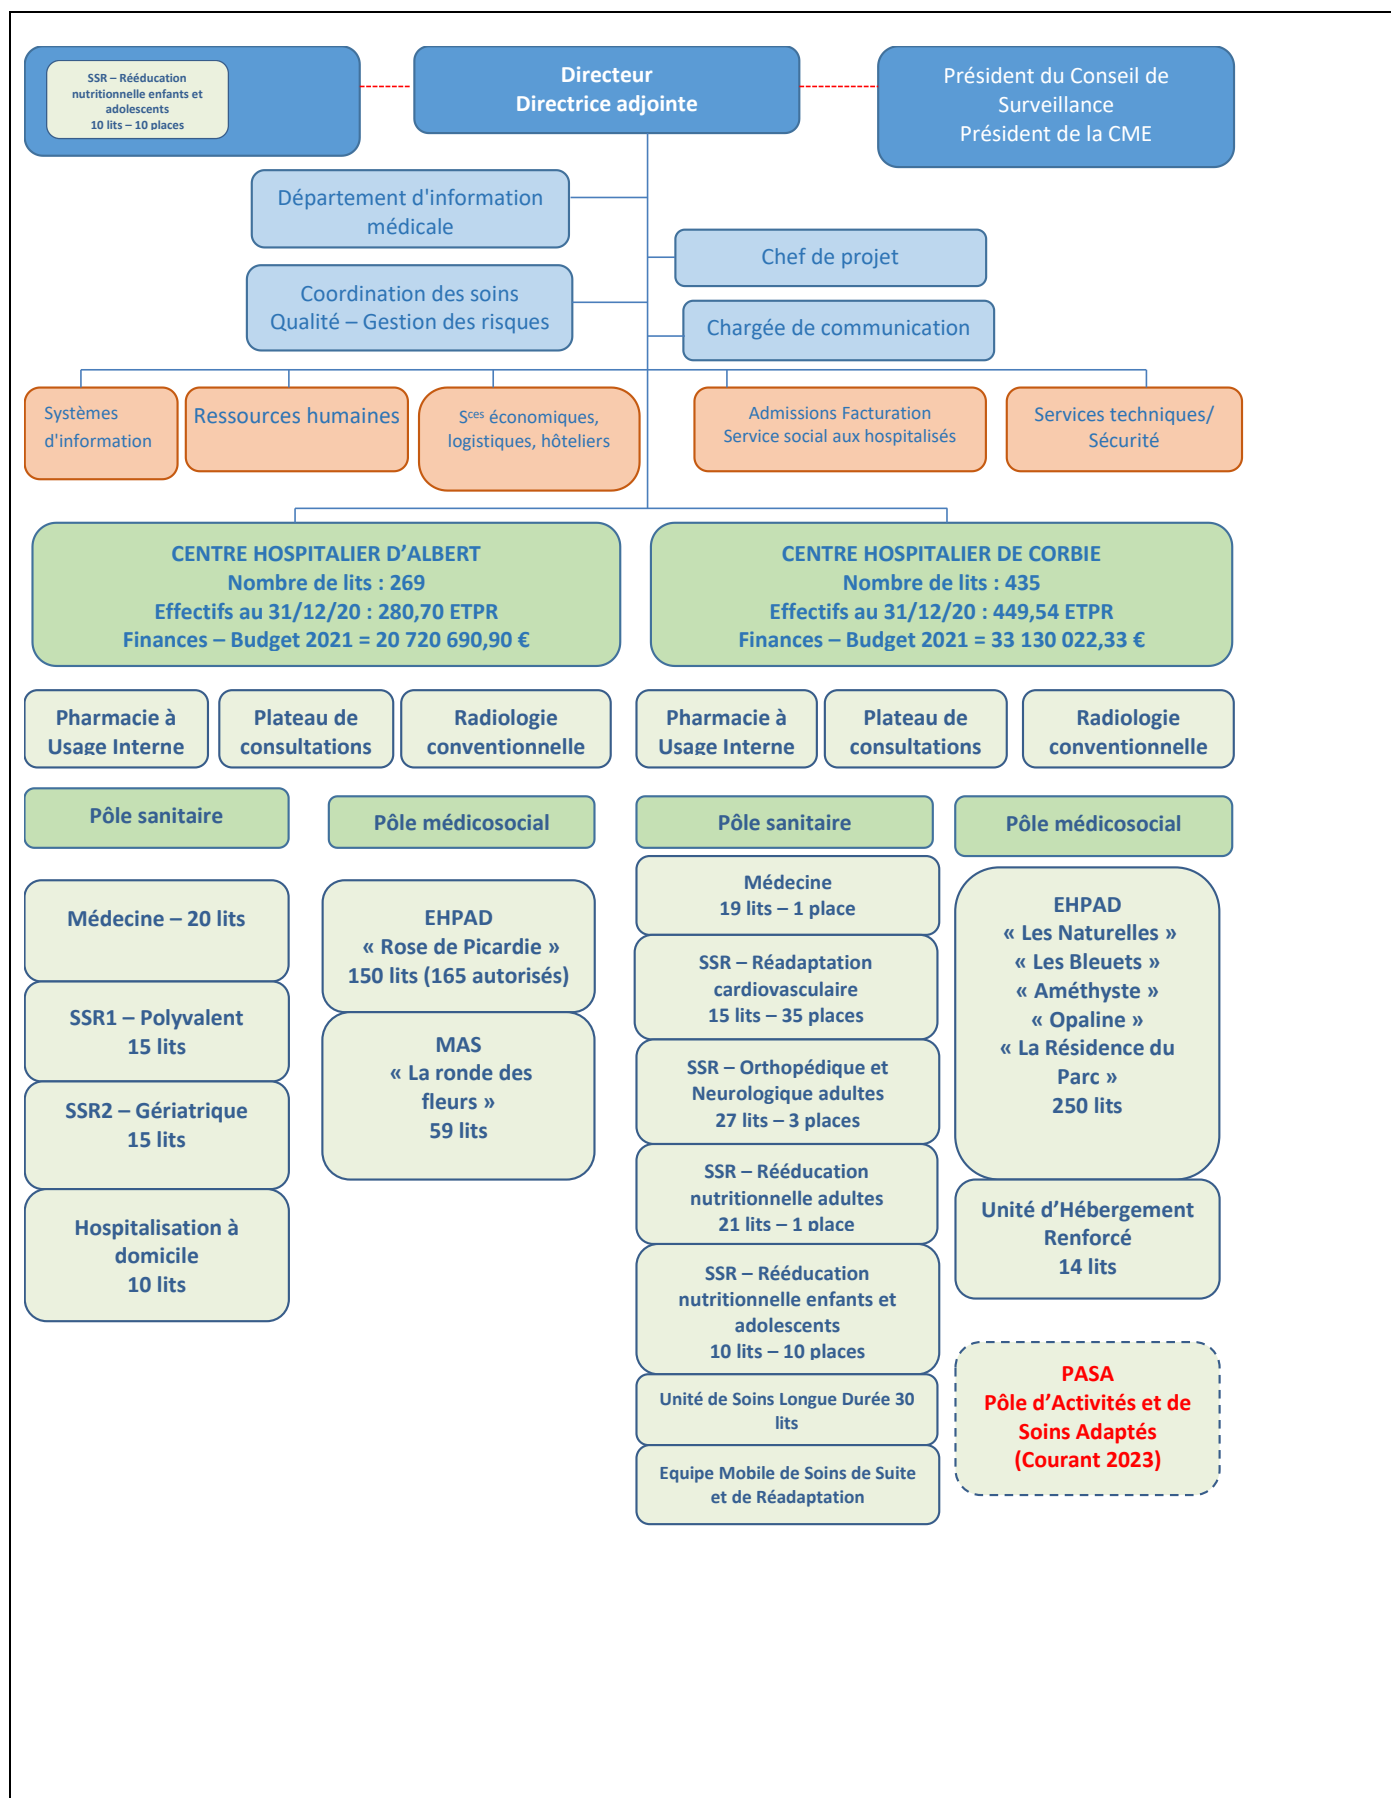 SSR – Rééducation
nutritionnelle enfants et
adolescents
10 lits – 10 places
Directeur
Directrice adjointe
Président du Conseil de
Surveillance
Président de la CME
Département d'information
médicale
Chef de projet
Coordination des soins
Qualité – Gestion des risques
Chargée de communication
Systèmes
d'information
Ressources humaines
Sces économiques,
logistiques, hôteliers
Admissions Facturation
Service social aux hospitalisés
Services techniques/
Sécurité
CENTRE HOSPITALIER D’ALBERT
Nombre de lits : 269
Effectifs au 31/12/20 : 280,70 ETPR
Finances – Budget 2021 = 20 720 690,90 €
CENTRE HOSPITALIER DE CORBIE
Nombre de lits : 435
Effectifs au 31/12/20 : 449,54 ETPR
Finances – Budget 2021 = 33 130 022,33 €
Pharmacie à
Usage Interne
Plateau de
consultations
Radiologie
conventionnelle
Pharmacie à
Usage Interne
Plateau de
consultations
Radiologie
conventionnelle
Pôle sanitaire
Médecine – 20 lits
SSR1 – Polyvalent
15 lits
SSR2 – Gériatrique
15 lits
Hospitalisation à
domicile
10 lits
Pôle médicosocial
EHPAD
« Rose de Picardie »
150 lits (165 autorisés)
MAS
« La ronde des
fleurs »
59 lits
Pôle sanitaire
Médecine
19 lits – 1 place
SSR – Réadaptation
cardiovasculaire
15 lits – 35 places
SSR – Orthopédique et
Neurologique adultes
27 lits – 3 places
SSR – Rééducation
nutritionnelle adultes
21 lits – 1 place
SSR – Rééducation
nutritionnelle enfants et
adolescents
10 lits – 10 places
Unité de Soins Longue Durée 30
lits
Equipe Mobile de Soins de Suite
et de Réadaptation
Pôle médicosocial
EHPAD
« Les Naturelles »
« Les Bleuets »
« Améthyste »
« Opaline »
« La Résidence du
Parc »
250 lits
Unité d’Hébergement
Renforcé
14 lits
PASA
Pôle d’Activités et de
Soins Adaptés
(Courant 2023)